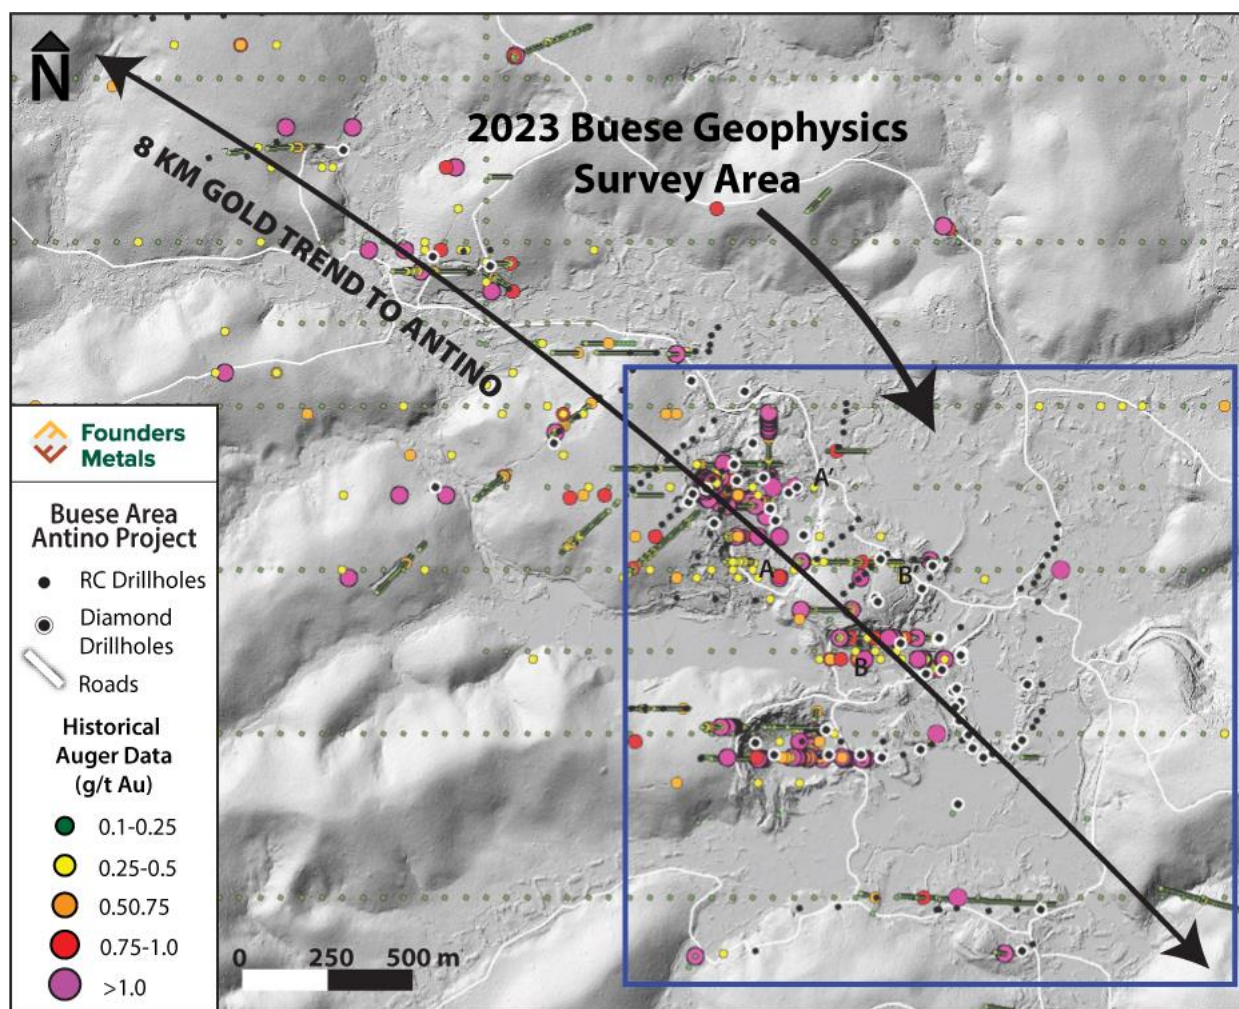 N
2023 Buese Geophysics
Survey Area
8 KM GOLD TREND TO ANTINO
A'
A
B'
B
Founders
Metals
Buese Area
Antino Project
RC Drillholes
Diamond
Drillholes
Roads
Historical
Auger Data
(g/t Au)
0.1-0.25
0.25-0.5
0.50.75
0.75-1.0
>1.0
0 250 500 m